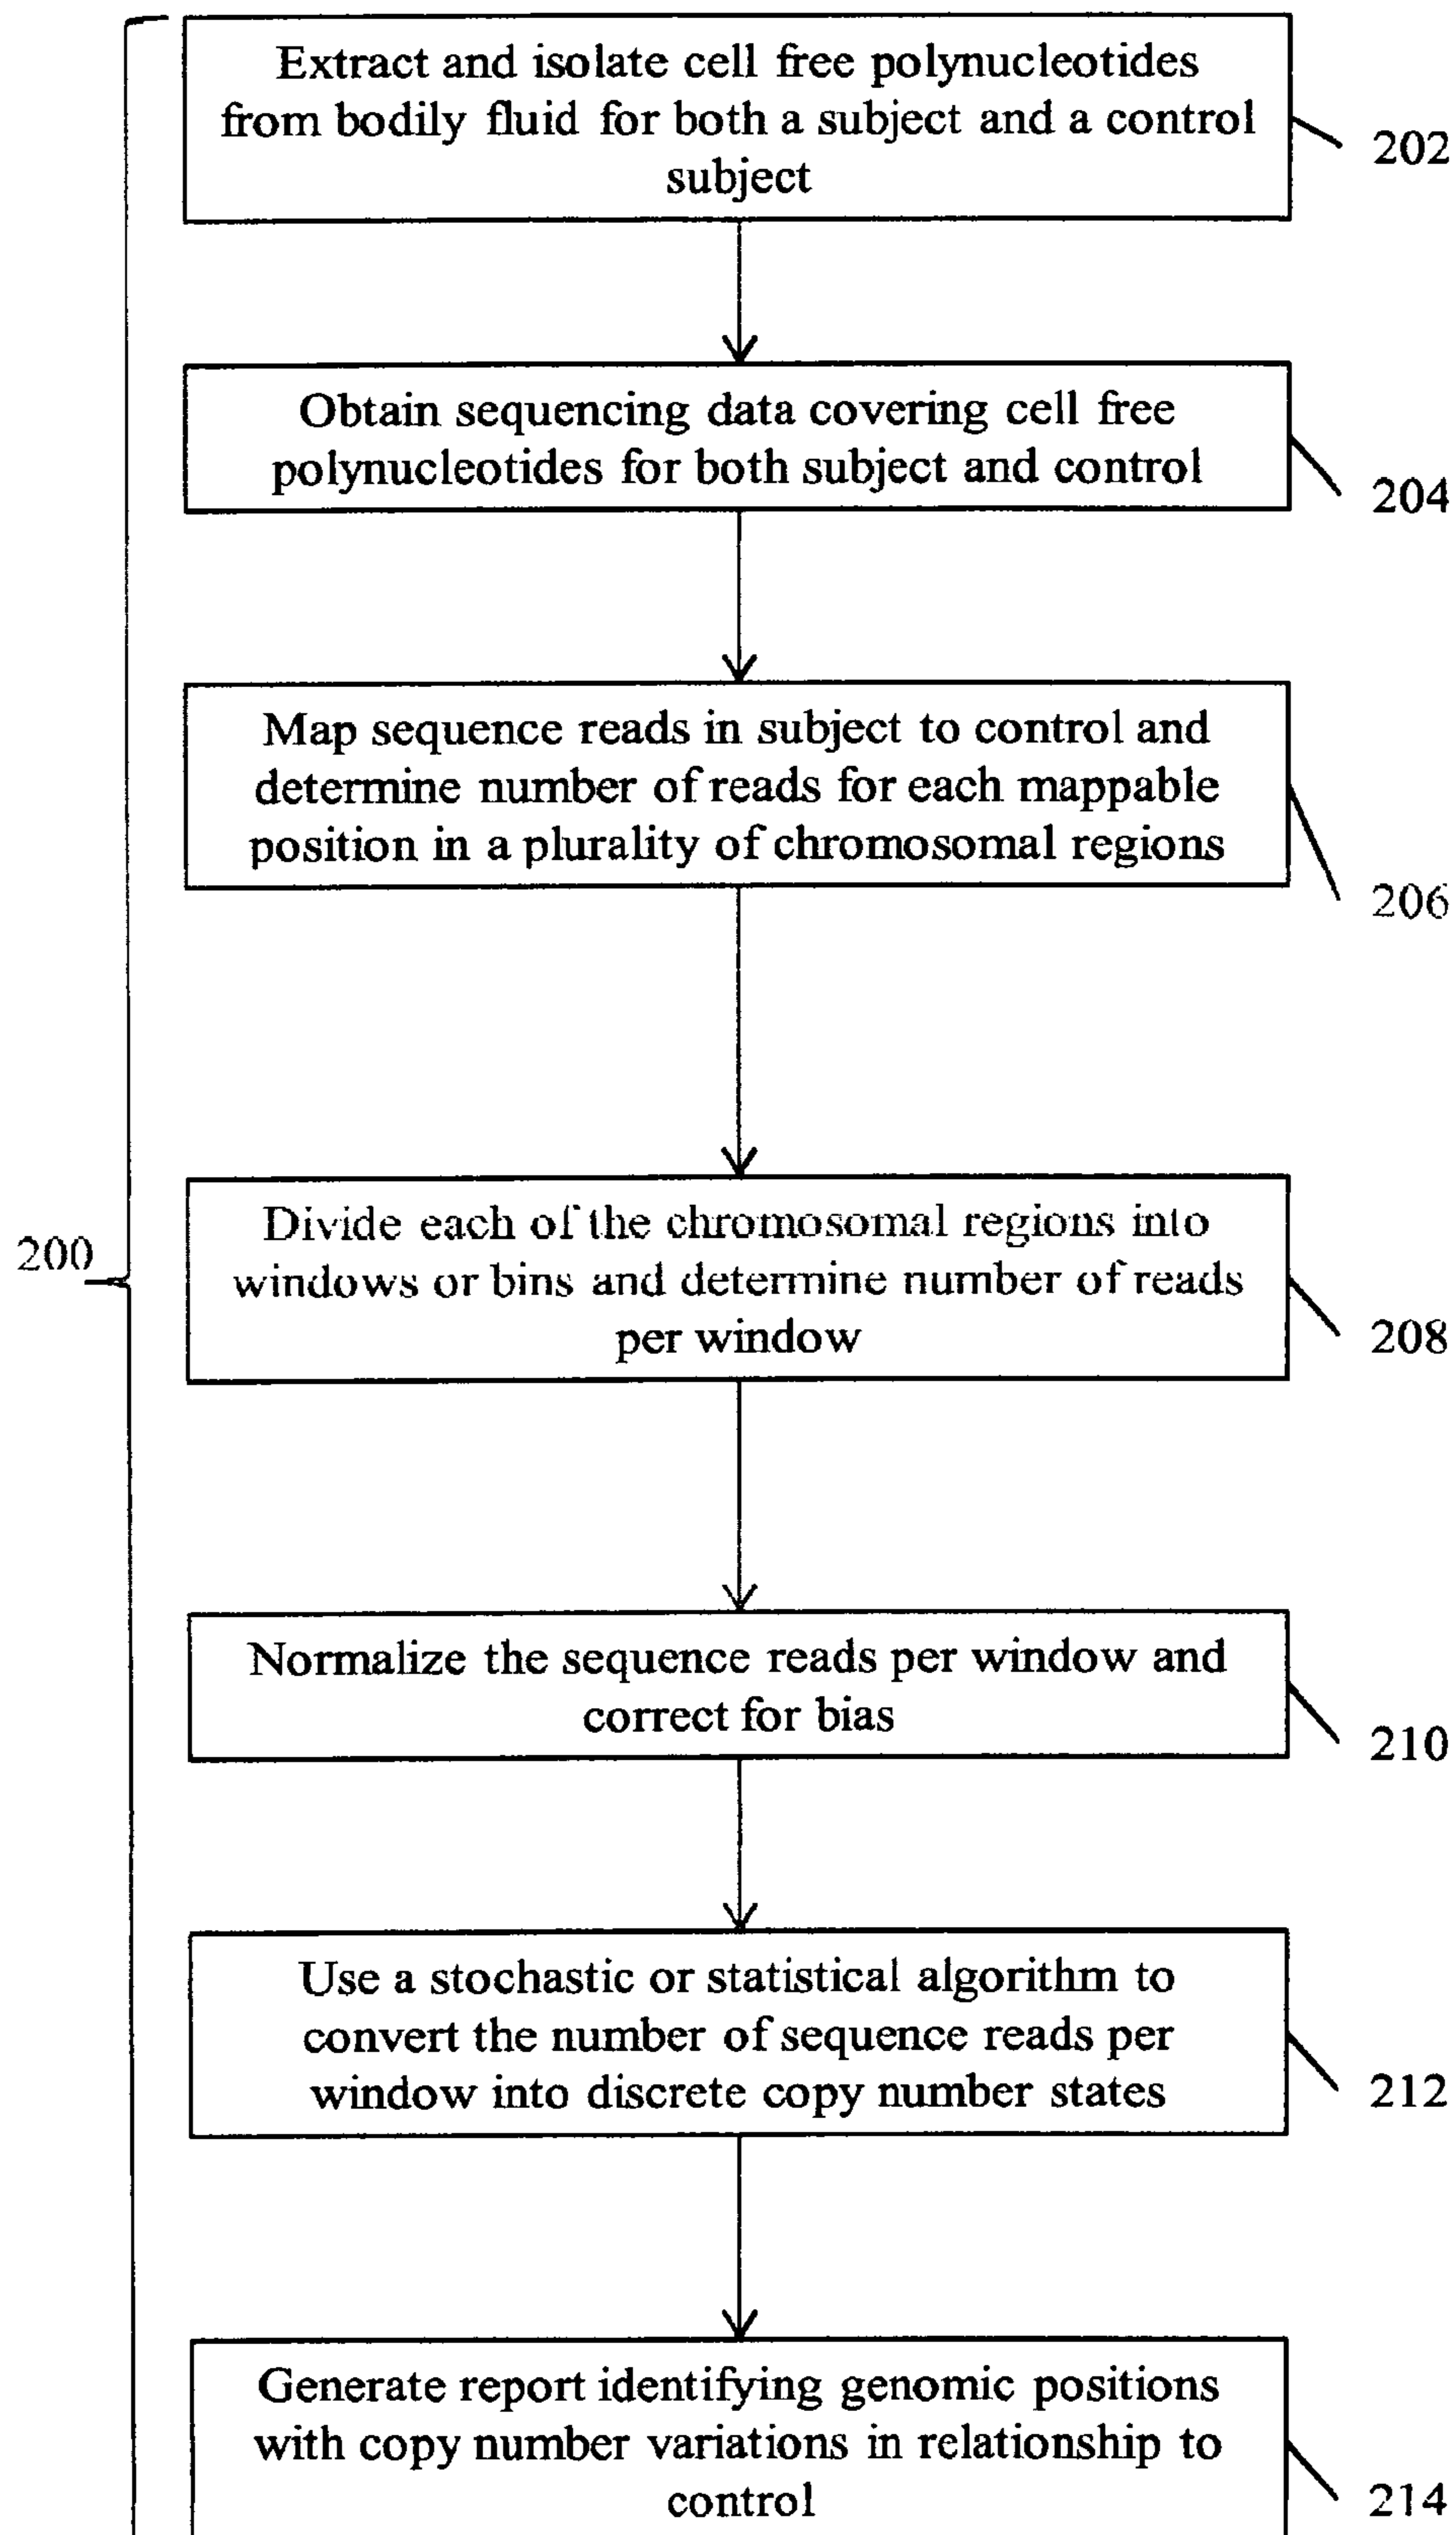 Extract and isolate cell free polynucleotides
from bodily fluid for both a subject and a control
subject
202
Obtain sequencing data covering cell free
polynucleotides for both subject and control
204
Map sequence reads in subject to control and
determine number of reads for each mappable
position in a plurality of chromosomal regions
206
200
Divide each of the chromosomal regions into
windows or bins and determine number of reads
per window
208
Normalize the sequence reads per window and
correct for bias
210
Use a stochastic or statistical algorithm to
convert the number of sequence reads per
window into discrete copy number states
212
Generate report identifying genomic positions
with copy number variations in relationship to
control
214